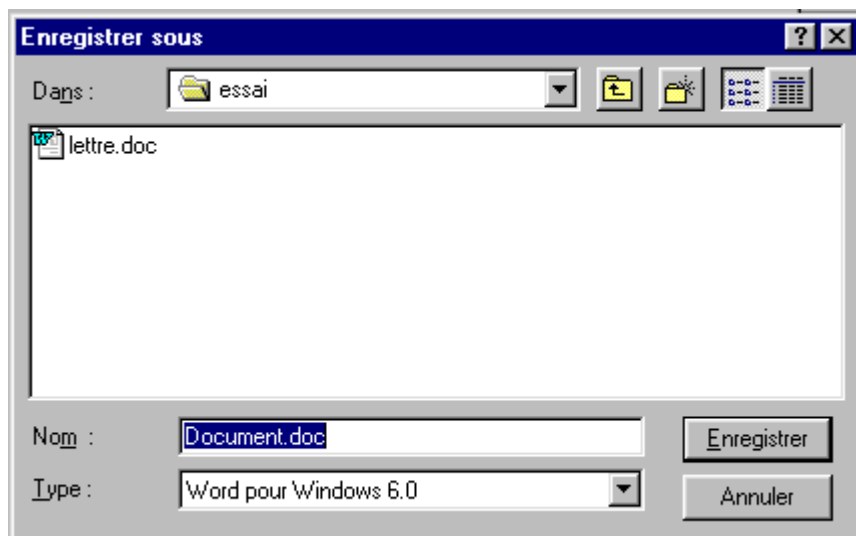 Enregistrer sous
Dans : essai
lettre.doc
Nom : Document.doc Enregistrer
Type : Word pour Windows 6.0 Annuler